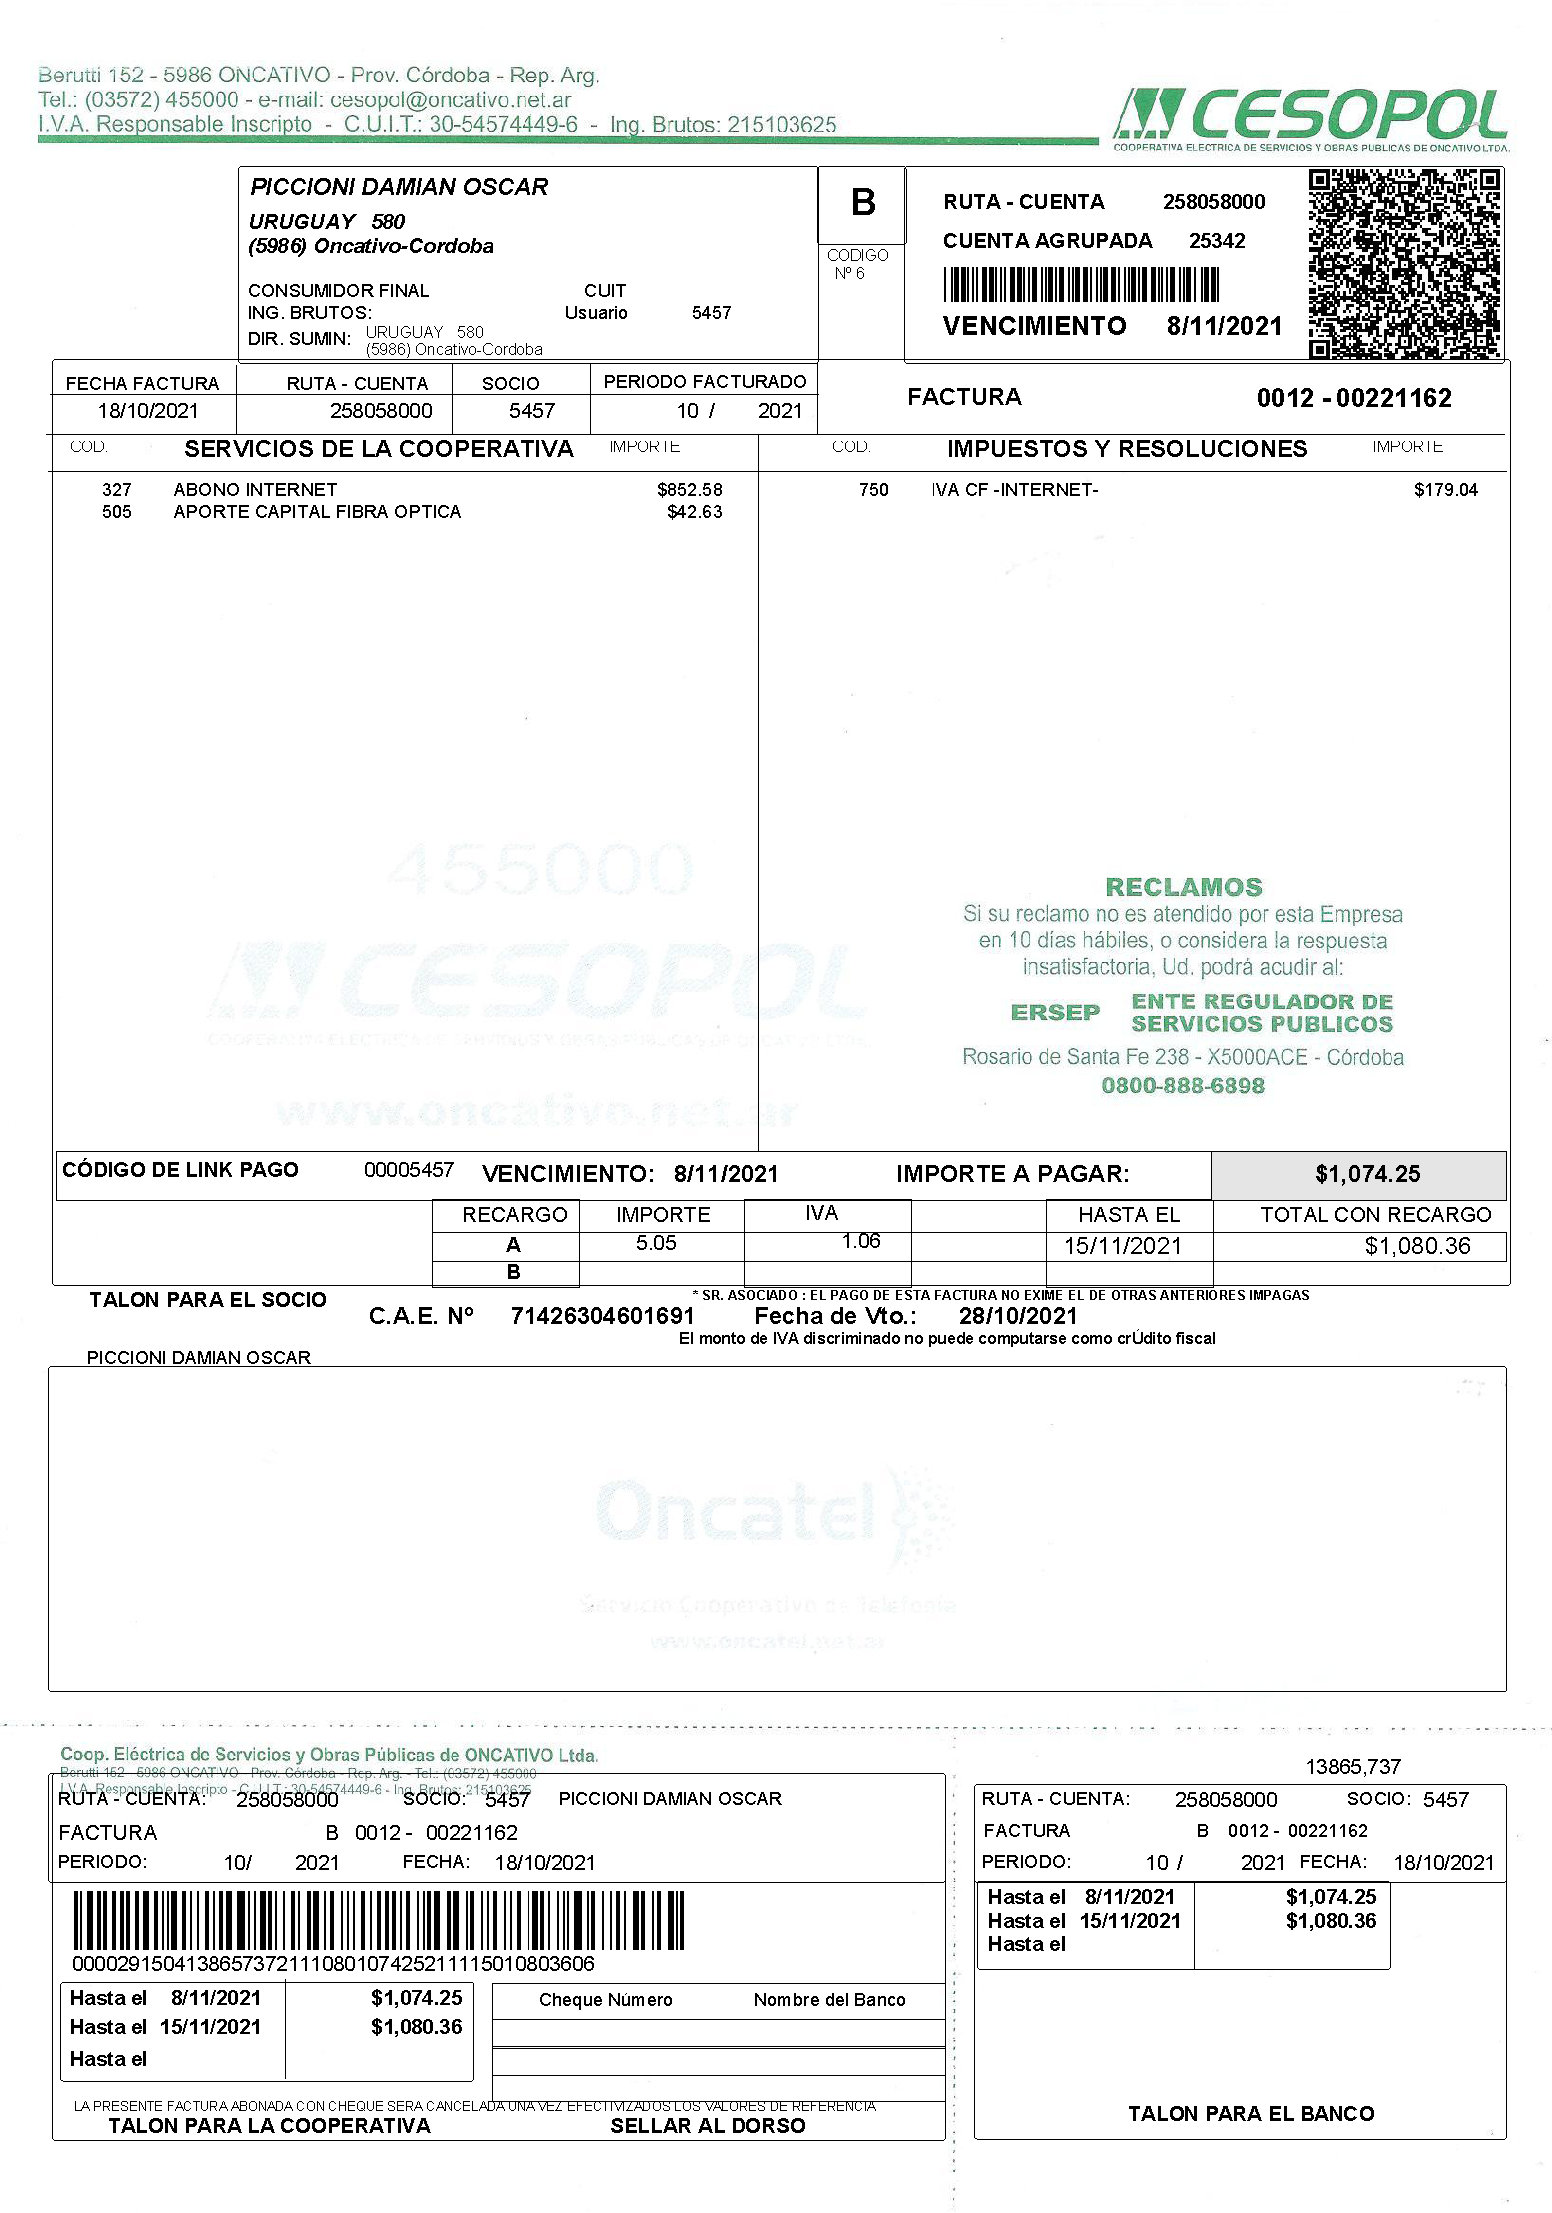 Berutti 152 - 5986 ONCATIVO - Prov. Córdoba - Rep. Arg.
Tel.: (03572) 455000 - e-mail: cesopol@oncativo.net.ar
I.V.A. Responsable Inscripto - C.U.I.T.: 30-54574449-6 - Ing. Brutos: 215103625
CESOPOL
COOPERATIVA ELECTRICA DE SERVICIOS Y OBRAS PUBLICAS DE ONCATIVO LTDA.
PICCIONI DAMIAN OSCAR
URUGUAY 580
(5986) Oncativo-Cordoba
CONSUMIDOR FINAL CUIT
ING. BRUTOS: Usuario 5457
DIR. SUMIN: URUGUAY 580
(5986) Oncativo-Cordoba
B
CODIGO
Nº 6
RUTA - CUENTA 258058000
CUENTA AGRUPADA 25342
VENCIMIENTO 8/11/2021
FECHA FACTURA RUTA - CUENTA SOCIO PERIODO FACTURADO
18/10/2021 258058000 5457 10 / 2021
FACTURA 0012 - 00221162
COD. SERVICIOS DE LA COOPERATIVA IMPORTE COD. IMPUESTOS Y RESOLUCIONES IMPORTE
327 ABONO INTERNET $852.58 750 IVA CF -INTERNET- $179.04
505 APORTE CAPITAL FIBRA OPTICA $42.63
455000
CESOPOL
COOPERATIVA ELECTRICA DE SERVICIOS Y OBRAS PUBLICAS DE ONCATIVO LTDA.
www.oncativo.net.ar
RECLAMOS
Si su reclamo no es atendido por esta Empresa
en 10 días hábiles, o considera la respuesta
insatisfactoria, Ud. podrá acudir al:
ERSEP ENTE REGULADOR DE
SERVICIOS PUBLICOS
Rosario de Santa Fe 238 - X5000ACE - Córdoba
0800-888-6898
CÓDIGO DE LINK PAGO 00005457 VENCIMIENTO: 8/11/2021 IMPORTE A PAGAR: $1,074.25
RECARGO IMPORTE IVA HASTA EL TOTAL CON RECARGO
A 5.05 1.06 15/11/2021 $1,080.36
B
TALON PARA EL SOCIO
* SR. ASOCIADO : EL PAGO DE ESTA FACTURA NO EXIME EL DE OTRAS ANTERIORES IMPAGAS
C.A.E. Nº 71426304601691 Fecha de Vto.: 28/10/2021
El monto de IVA discriminado no puede computarse como crÚdito fiscal
PICCIONI DAMIAN OSCAR
Oncatel
Servicio Cooperativo de Telefonía
www.oncatel.net.ar
Coop. Eléctrica de Servicios y Obras Públicas de ONCATIVO Ltda.
Berutti 152 - 5986 ONCATIVO - Prov. Córdoba - Rep. Arg. - Tel.: (03572) 455000
I.V.A. Responsable Inscripto - C.U.I.T.: 30-54574449-6 - Ing. Brutos: 215103625
RUTA - CUENTA: 258058000 SOCIO: 5457 PICCIONI DAMIAN OSCAR
FACTURA B 0012 - 00221162
PERIODO: 10/ 2021 FECHA: 18/10/2021
0000291504138657372111080107425211115010803606
Hasta el 8/11/2021 $1,074.25
Hasta el 15/11/2021 $1,080.36
Hasta el
Cheque Número Nombre del Banco
LA PRESENTE FACTURA ABONADA CON CHEQUE SERA CANCELADA UNA VEZ EFECTIVIZADOS LOS VALORES DE REFERENCIA
TALON PARA LA COOPERATIVA SELLAR AL DORSO
13865,737
RUTA - CUENTA: 258058000 SOCIO: 5457
FACTURA B 0012 - 00221162
PERIODO: 10 / 2021 FECHA: 18/10/2021
Hasta el 8/11/2021 $1,074.25
Hasta el 15/11/2021 $1,080.36
Hasta el
TALON PARA EL BANCO